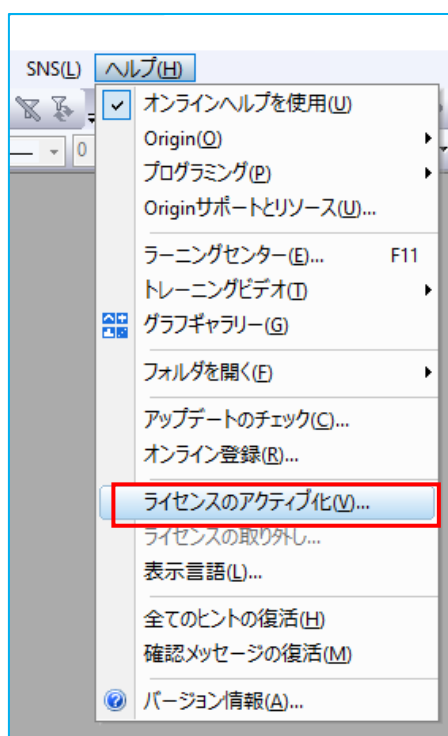 SNS(L) ヘルプ(H)
オンラインヘルプを使用(U)
0
Origin(O)
プログラミング(P)
Originサポートとリソース(U)...
ラーニングセンター(E)... F11
トレーニングビデオ(T)
グラフギャラリー(G)
フォルダを開く(F)
アップデートのチェック(C)...
オンライン登録(R)...
ライセンスのアクティブ化(V)...
ライセンスの取り外し...
表示言語(L)...
全てのヒントの復活(H)
確認メッセージの復活(M)
バージョン情報(A)...